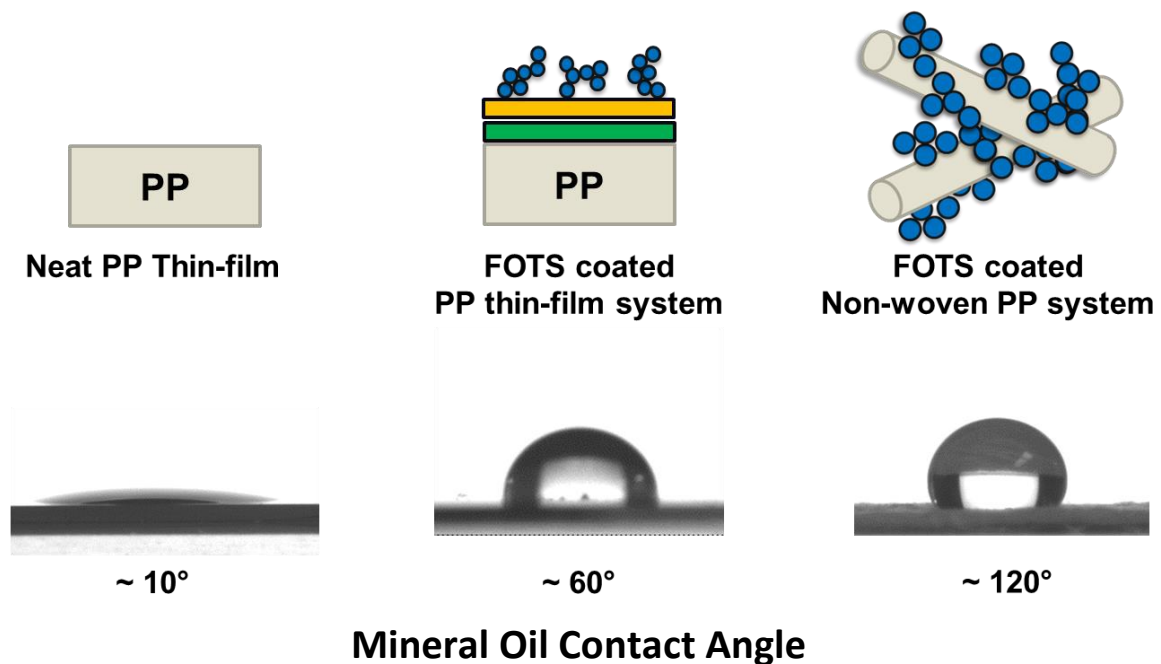 PP
PP
Neat PP Thin-film
FOTS coated
PP thin-film system
FOTS coated
Non-woven PP system
~ 10°
~ 60°
~ 120°
Mineral Oil Contact Angle